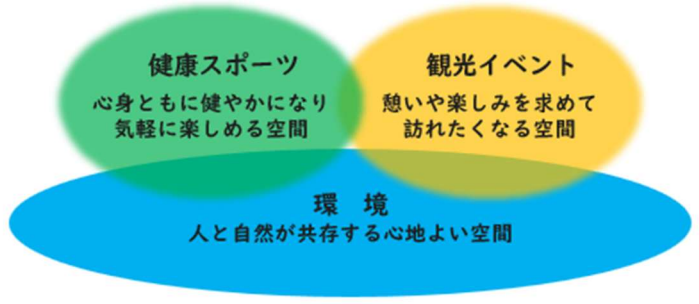 健康スポーツ
心身ともに健やかになり
気軽に楽しめる空間
観光イベント
憩いや楽しみを求めて
訪れたくなる空間
環　境
人と自然が共存する心地よい空間